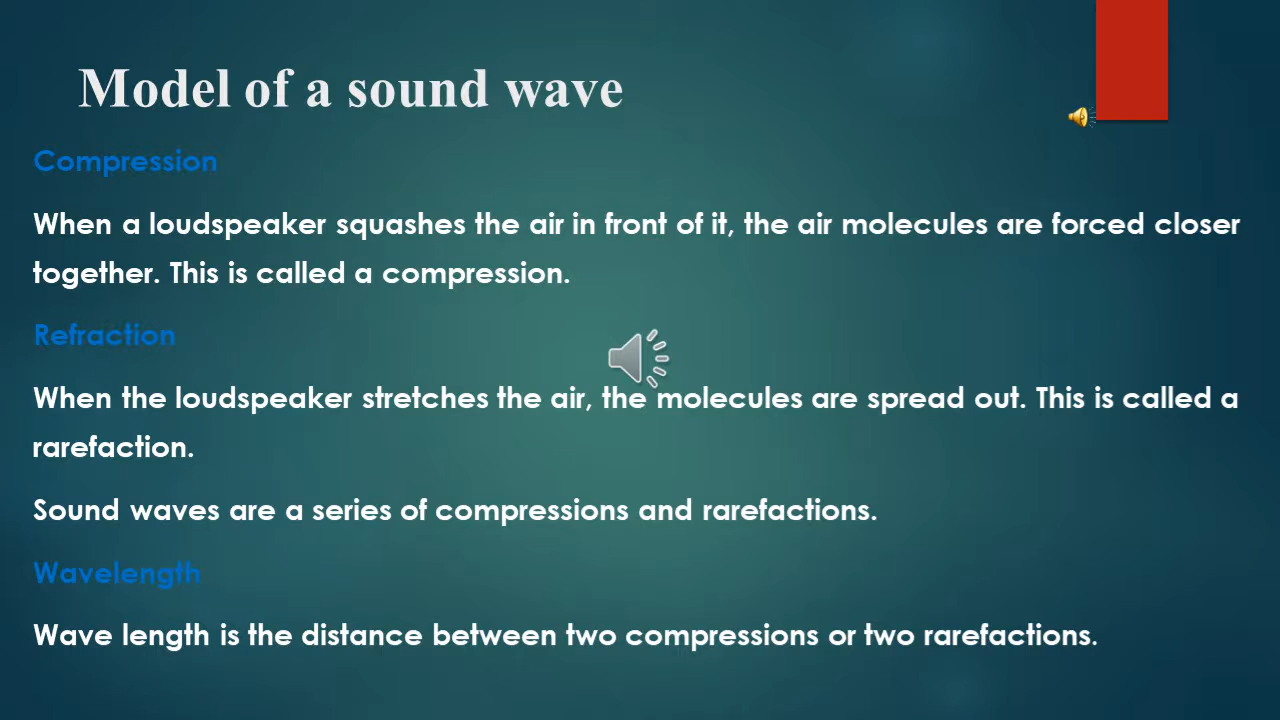 Model of a sound wave
Compression
When a loudspeaker squashes the air in front of it, the air molecules are forced closer
together. This is called a compression.
Refraction
When the loudspeaker stretches the air, the molecules are spread out. This is called a
rarefaction.
Sound waves are a series of compressions and rarefactions.
Wavelength
Wave length is the distance between two compressions or two rarefactions.